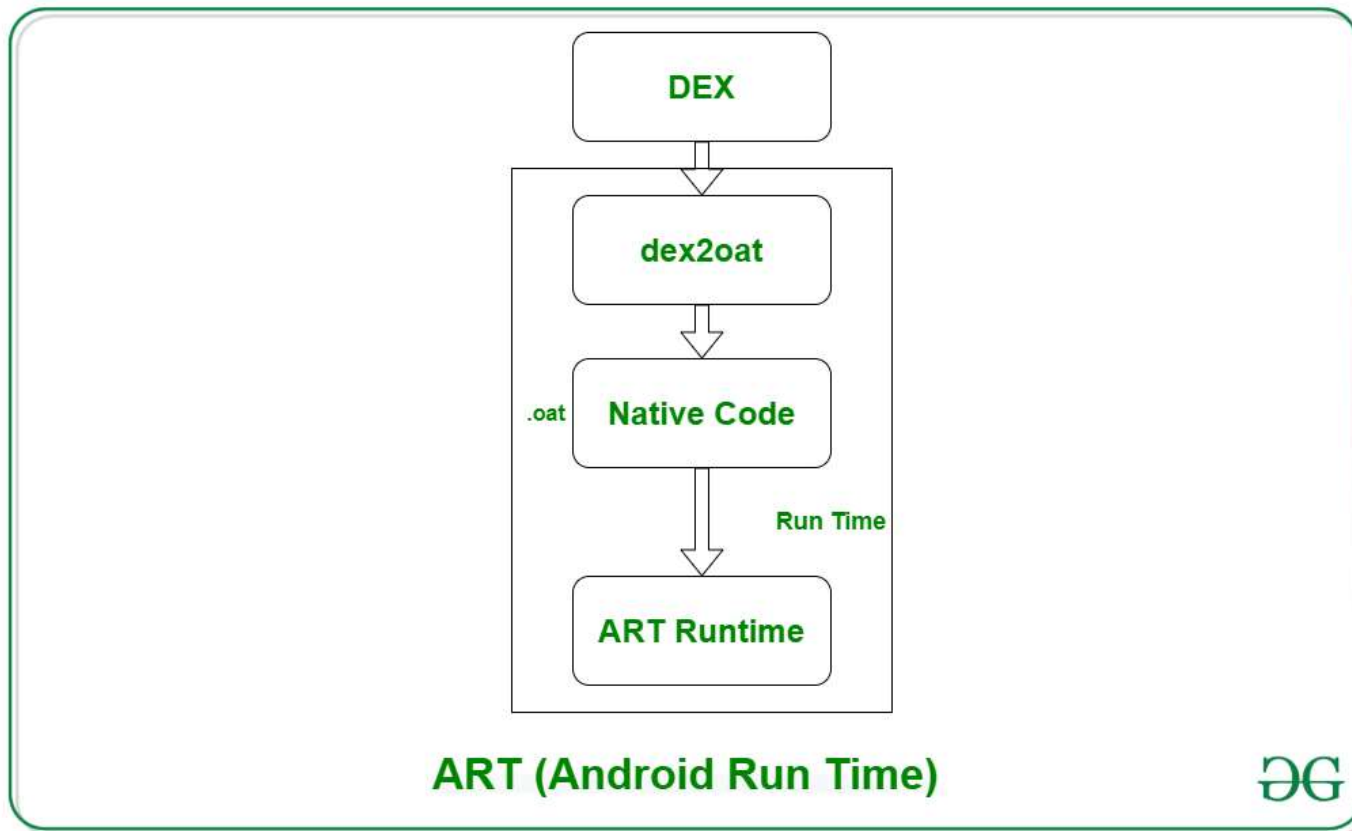 DEX
dex2oat
.oat
Native Code
Run Time
ART Runtime
ART (Android Run Time)